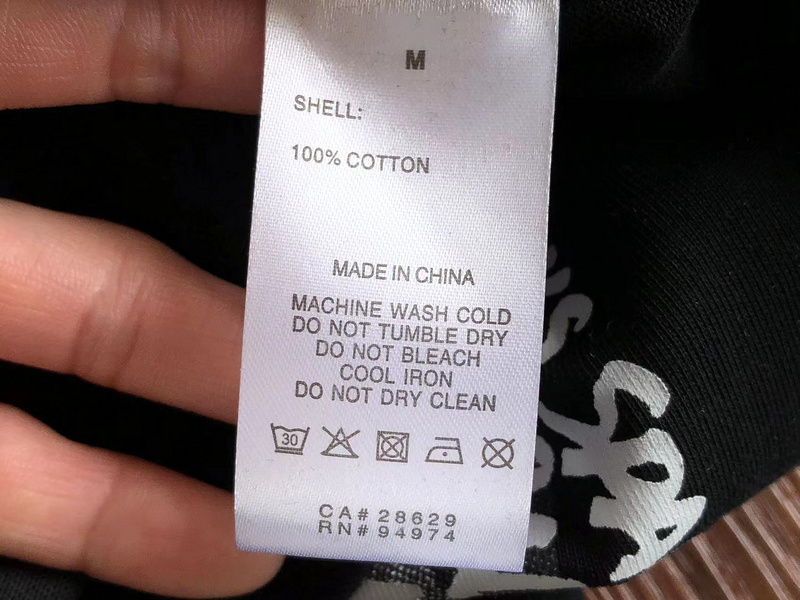 M
SHELL:
100% COTTON
MADE IN CHINA
MACHINE WASH COLD
DO NOT TUMBLE DRY
DO NOT BLEACH
COOL IRON
DO NOT DRY CLEAN
30
CA# 28629
RN# 94974